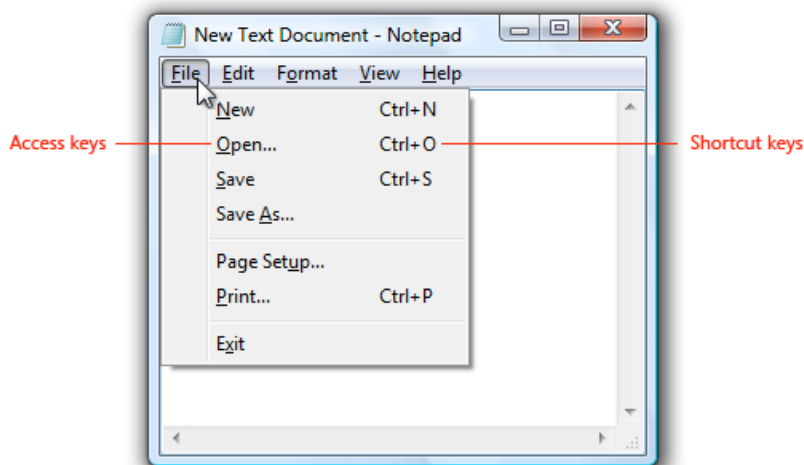 New Text Document - Notepad
File Edit Format View Help
New Ctrl+N
Access keys Open... Ctrl+O Shortcut keys
Save Ctrl+S
Save As...
Page Setup...
Print... Ctrl+P
Exit